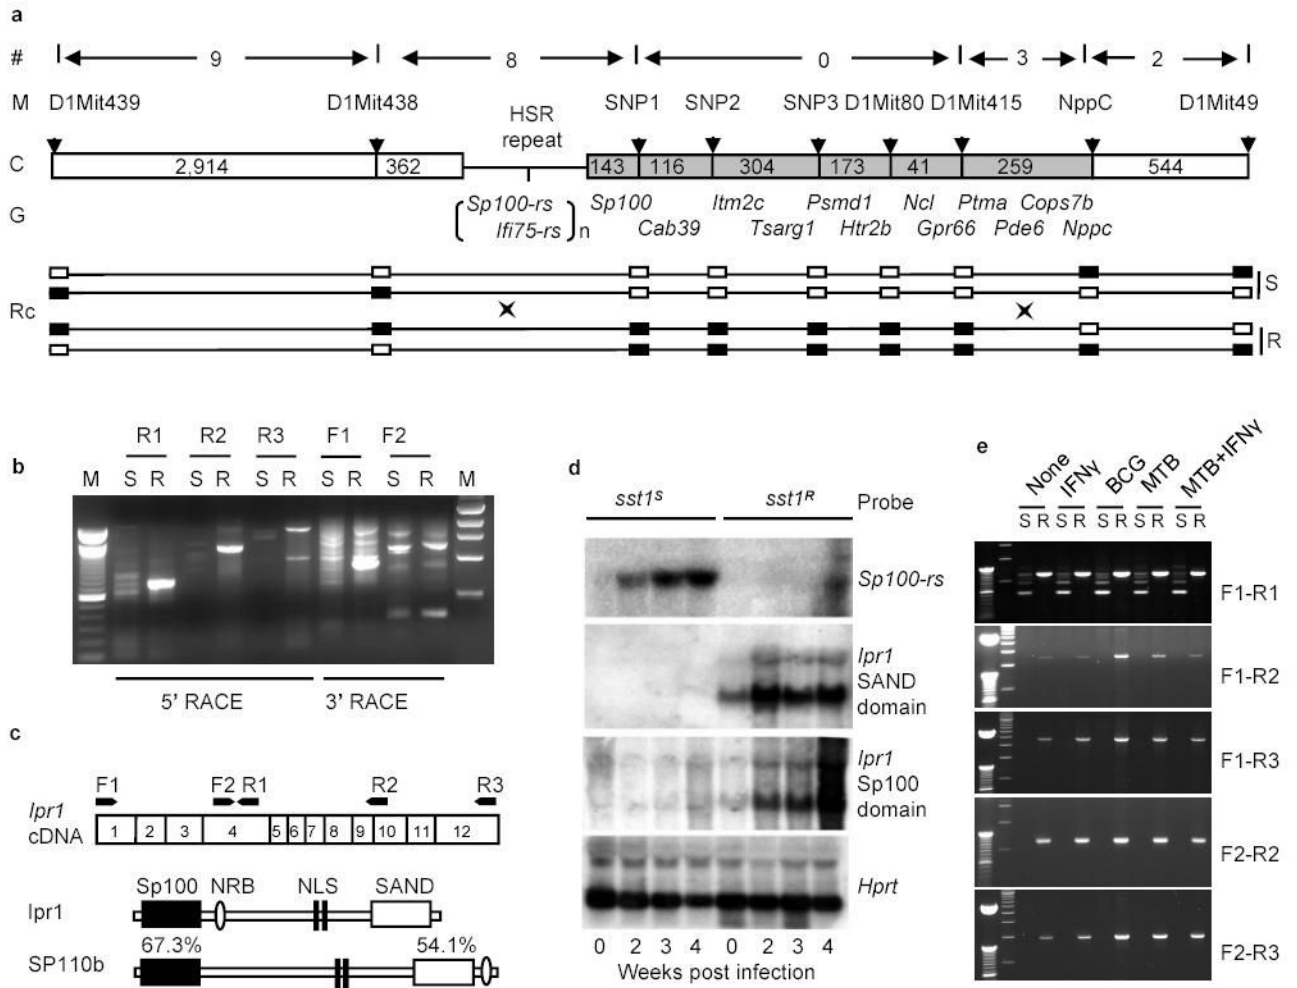 a
# 9 8 0 3 2
M D1Mit439 D1Mit438 SNP1 SNP2 SNP3 D1Mit80 D1Mit415 NppC D1Mit49
HSR
repeat
C 2,914 362 143 116 304 173 41 259 544
G Sp100-rs Sp100 Itm2c Psmd1 Ncl Ptma Cops7b
Ifi75-rs n Cab39 Tsarg1 Htr2b Gpr66 Pde6 Nppc
S
Rc
R
b
R1 R2 R3 F1 F2
M S R S R S R S R S R M
5' RACE 3' RACE
c
F1 F2 R1 R2 R3
Ipr1
cDNA
1 2 3 4 5 6 7 8 9 10 11 12
Sp100 NRB NLS SAND
Ipr1
67.3% 54.1%
SP110b
d
sst1S sst1R Probe
Sp100-rs
Ipr1
SAND
domain
Ipr1
Sp100
domain
Hprt
0 2 3 4 0 2 3 4
Weeks post infection
e
None IFNγ BCG MTB MTB+IFNγ
S R S R S R S R S R
F1-R1
F1-R2
F1-R3
F2-R2
F2-R3